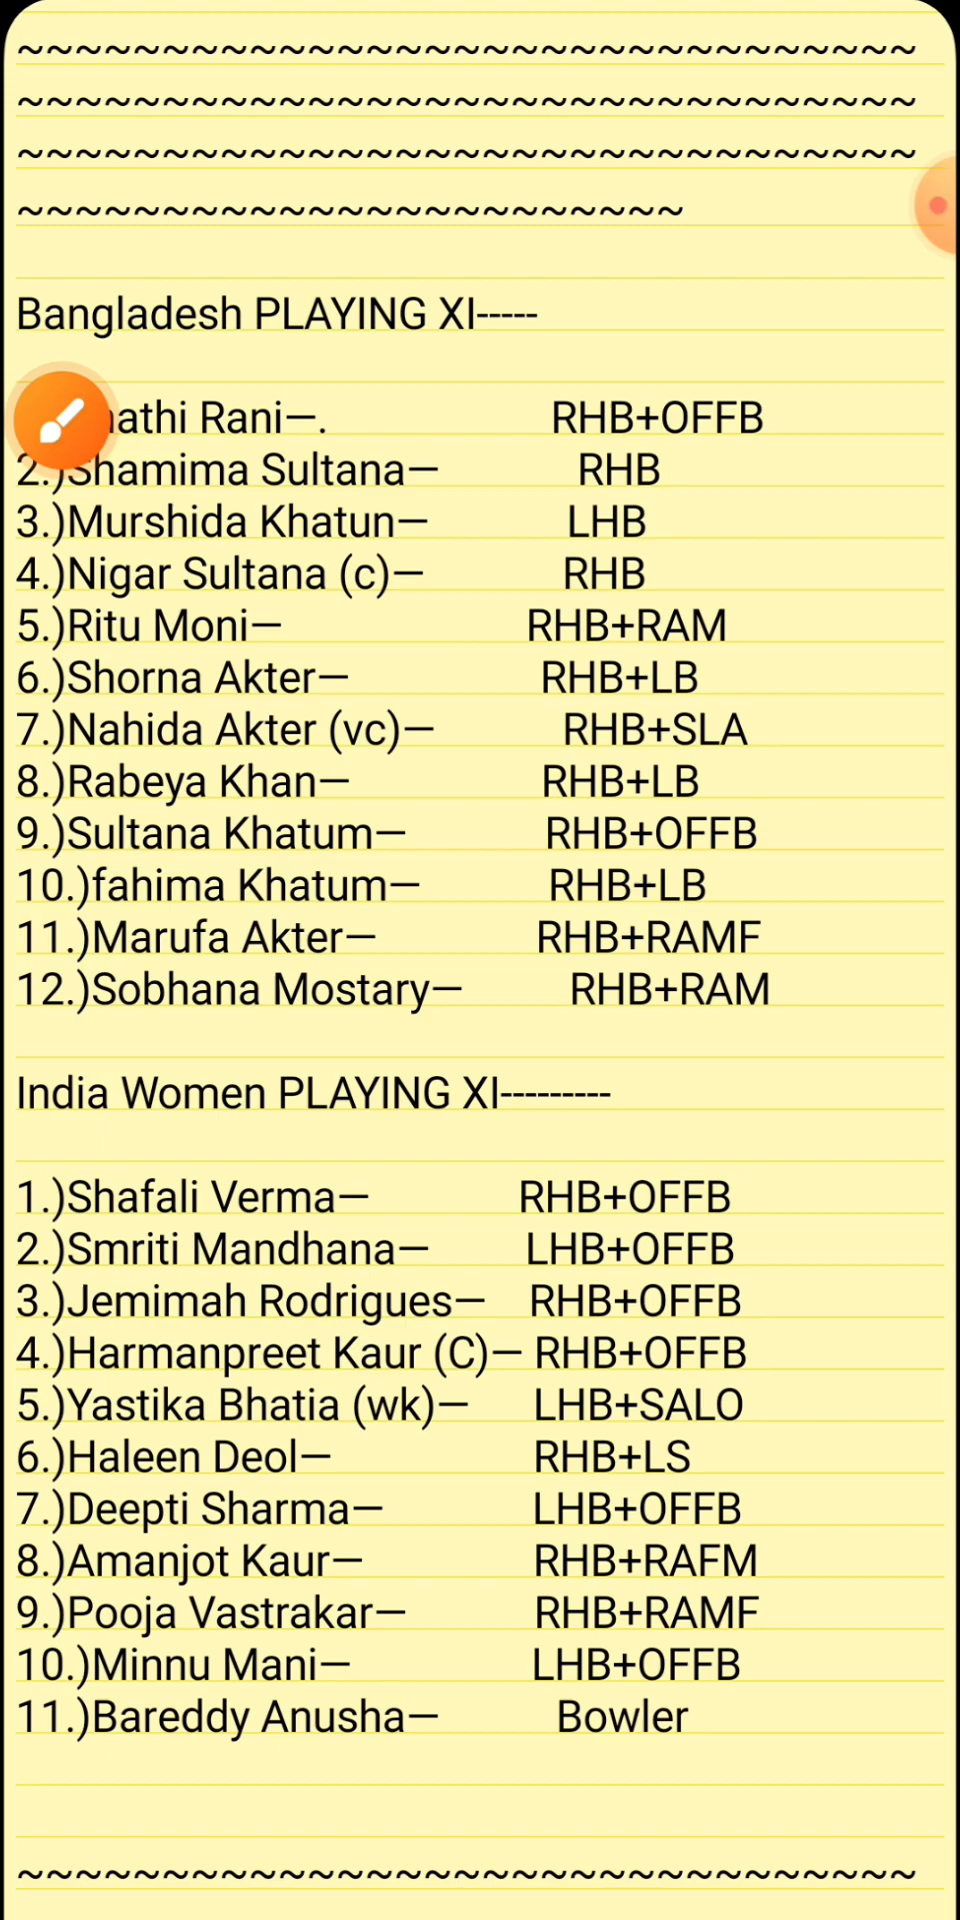 ~~~~~~~~~~~~~~~~~~~~~~~~~~~~~~~
~~~~~~~~~~~~~~~~~~~~~~~~~~~~~~~
~~~~~~~~~~~~~~~~~~~~~~~~~~~~~~~
~~~~~~~~~~~~~~~~~~~~~~~
Bangladesh PLAYING XI-----
Rani—. RHB+OFFB
2.)Shamima Sultana— RHB
3.)Murshida Khatun— LHB
4.)Nigar Sultana (c)— RHB
5.)Ritu Moni— RHB+RAM
6.)Shorna Akter— RHB+LB
7.)Nahida Akter (vc)— RHB+SLA
8.)Rabeya Khan— RHB+LB
9.)Sultana Khatum— RHB+OFFB
10.)fahima Khatum— RHB+LB
11.)Marufa Akter— RHB+RAMF
12.)Sobhana Mostary— RHB+RAM
India Women PLAYING XI---------
1.)Shafali Verma— RHB+OFFB
2.)Smriti Mandhana— LHB+OFFB
3.)Jemimah Rodrigues— RHB+OFFB
4.)Harmanpreet Kaur (C)— RHB+OFFB
5.)Yastika Bhatia (wk)— LHB+SALO
6.)Haleen Deol— RHB+LS
7.)Deepti Sharma— LHB+OFFB
8.)Amanjot Kaur— RHB+RAFM
9.)Pooja Vastrakar— RHB+RAMF
10.)Minnu Mani— LHB+OFFB
11.)Bareddy Anusha— Bowler
~~~~~~~~~~~~~~~~~~~~~~~~~~~~~~~